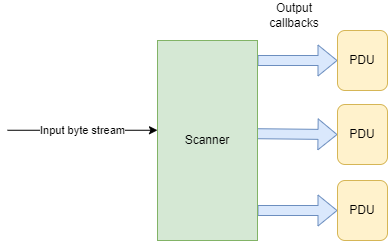 Output
callbacks
PDU
Input byte stream
Scanner
PDU
PDU